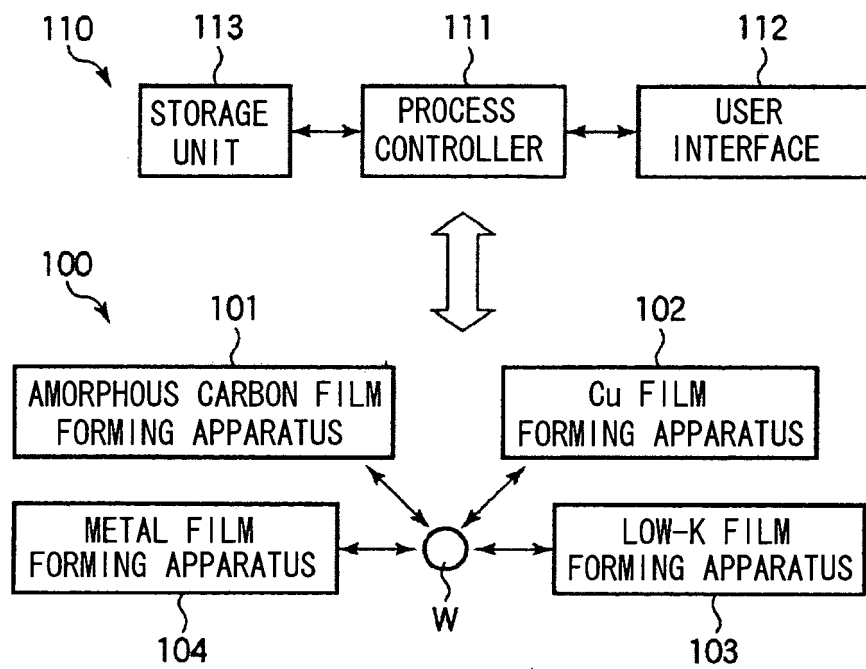 110
113
111
112
STORAGE
UNIT
PROCESS
CONTROLLER
USER
INTERFACE
100
101
102
AMORPHOUS CARBON FILM
FORMING APPARATUS
Cu FILM
FORMING APPARATUS
METAL FILM
FORMING APPARATUS
LOW-K FILM
FORMING APPARATUS
W
104
103